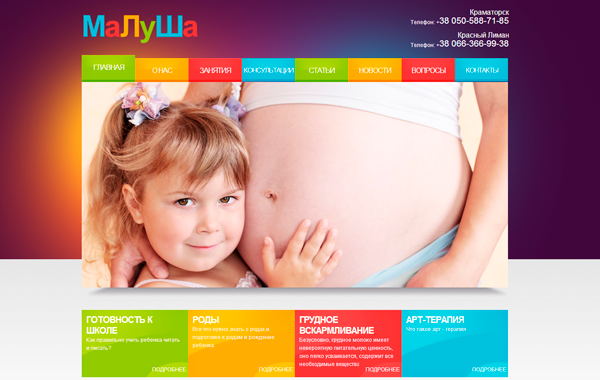 МаЛуШа
Краматорск
Телефон: +38 050-588-71-85
Красный Лиман
Телефон: +38 066-366-99-38
ГЛАВНАЯ
О НАС
ЗАНЯТИЯ
КОНСУЛЬТАЦИИ
СТАТЬИ
НОВОСТИ
ВОПРОСЫ
КОНТАКТЫ
ГОТОВНОСТЬ К
ШКОЛЕ
Как правильно учить ребенка читать
и писать?
ПОДРОБНЕЕ
РОДЫ
Все что нужно знать о родах и
подготовке к родам и рождению
ребенка
ПОДРОБНЕЕ
ГРУДНОЕ
ВСКАРМЛИВАНИЕ
Безусловно, грудное молоко имеет
невероятную питательную ценность,
оно легко усваивается, содержит все
необходимые вещества
ПОДРОБНЕЕ
АРТ-ТЕРАПИЯ
Что такое арт - терапия
ПОДРОБНЕЕ